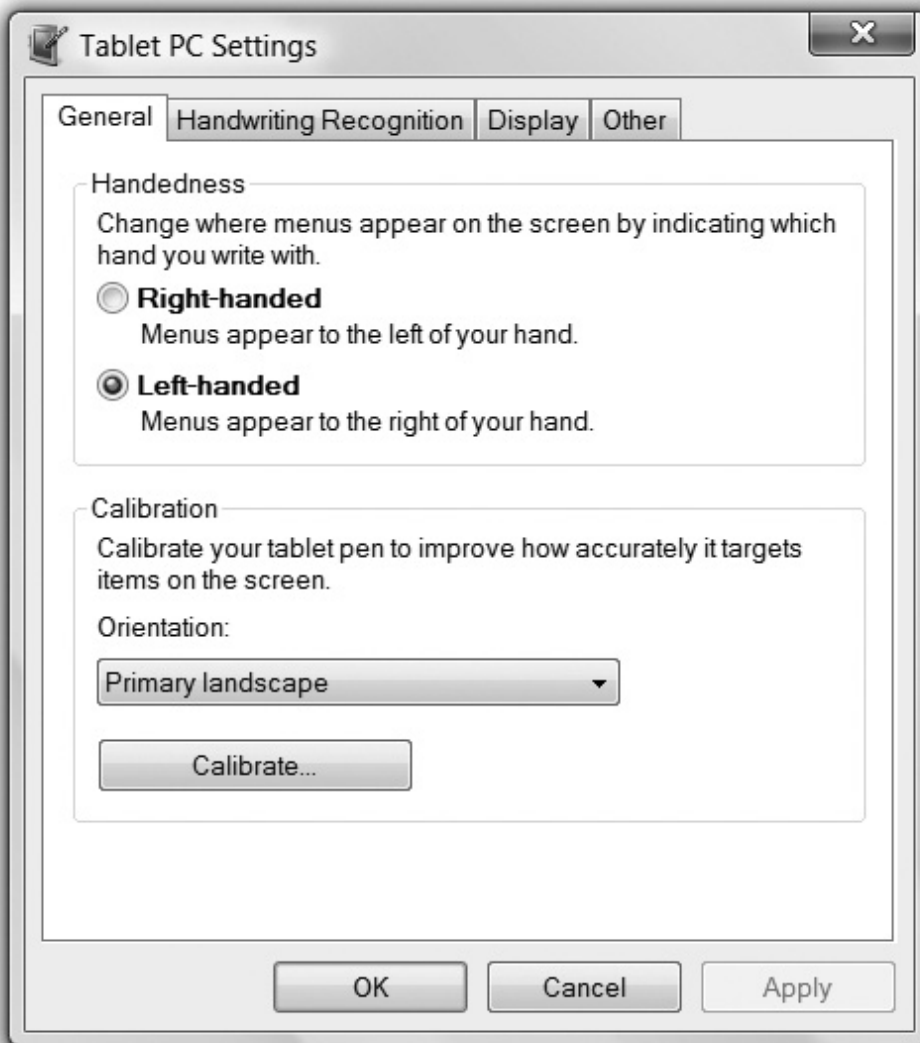 Tablet PC Settings
General Handwriting Recognition Display Other
Handedness
Change where menus appear on the screen by indicating which
hand you write with.
Right-handed
Menus appear to the left of your hand.
Left-handed
Menus appear to the right of your hand.
Calibration
Calibrate your tablet pen to improve how accurately it targets
items on the screen.
Orientation:
Primary landscape
Calibrate...
OK Cancel Apply